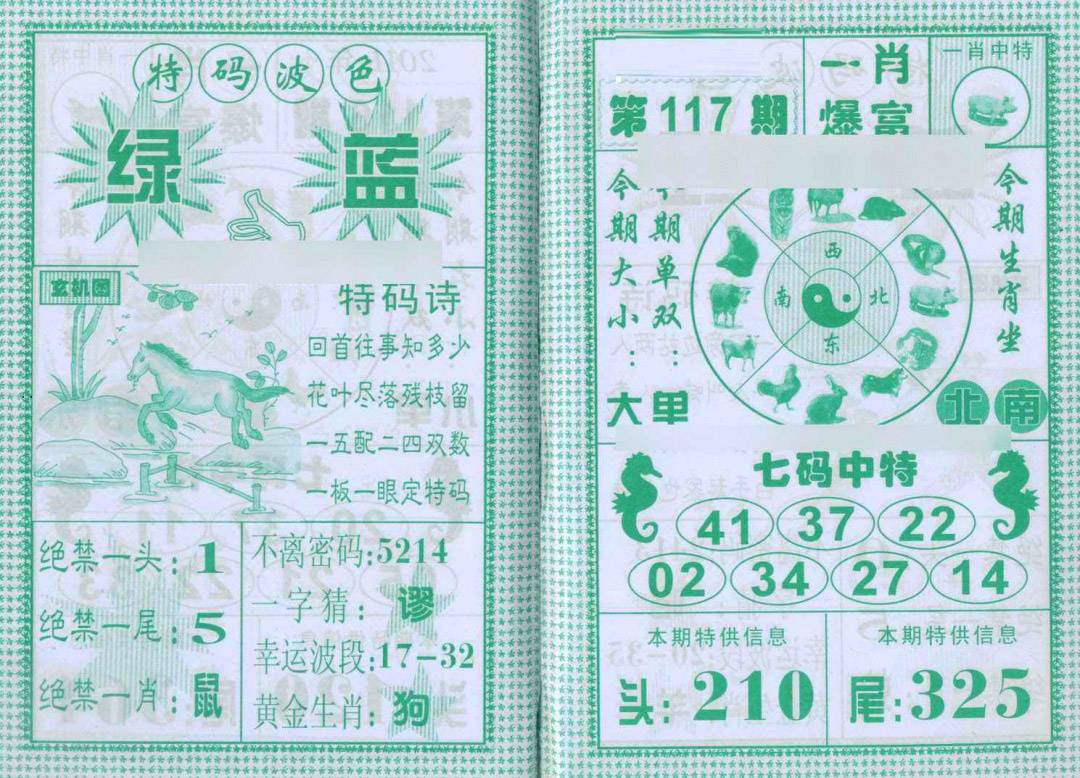 特码波色
绿 蓝
玄机图
特码诗
回首往事知多少
花叶尽落残枝留
一五配二四双数
一板一眼定特码
绝禁一头:1
绝禁一尾:5
绝禁一肖:鼠
不离密码:5214
一字猜:谬
幸运波段:17-32
黄金生肖:狗
第117期
一肖
爆富
一肖中特
今期大小:大
今期单双:单
西
南
北
东
今期生肖坐
北 南
七码中特
41 37 22
02 34 27 14
本期特供信息
头:210
本期特供信息
尾:325